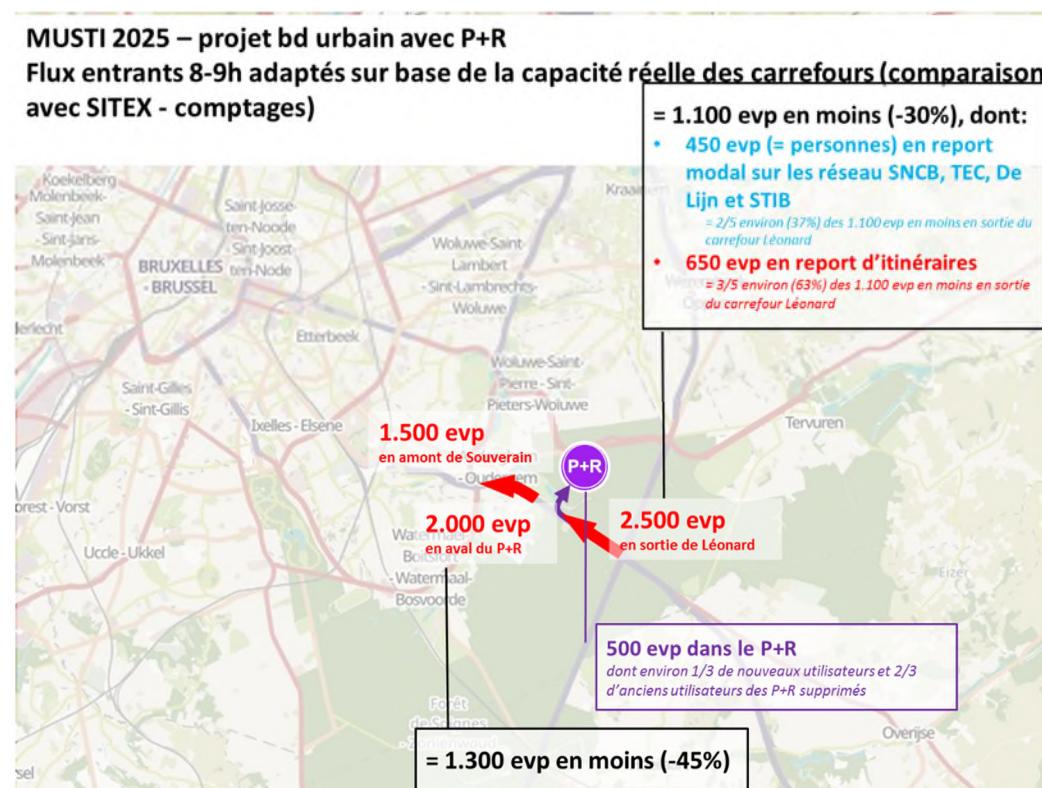 MUSTI 2025 – projet bd urbain avec P+R
Flux entrants 8-9h adaptés sur base de la capacité réelle des carrefours (comparaison
avec SITEX - comptages)
= 1.100 evp en moins (-30%), dont:
• 450 evp (= personnes) en report
modal sur les réseau SNCB, TEC, De
Lijn et STIB
= 2/5 environ (37%) des 1.100 evp en moins en sortie du
carrefour Léonard
• 650 evp en report d'itinéraires
= 3/5 environ (63%) des 1.100 evp en moins en sortie
du carrefour Léonard
Koekelberg
Molenbeek-
Saint-Jean
- Sint-Jans-
Molenbeek
Saint-Josse-
ten-Noode
- Sint-Joost-
ten-Node
BRUXELLES
- BRUSSEL
Kraainem
Woluwe-Saint-
Lambert
- Sint-Lambrechts-
Woluwe
Etterbeek
Woluwe-Saint-
Pierre - Sint-
Pieters-Woluwe
Saint-Gilles
- Sint-Gillis
Ixelles - Elsene
Tervuren
1.500 evp
en amont de Souverain
P+R
2.000 evp
en aval du P+R
2.500 evp
en sortie de Léonard
orest - Vorst
Uccle - Ukkel
- Watermaal-
Bosvoorde
Eizer
500 evp dans le P+R
dont environ 1/3 de nouveaux utilisateurs et 2/3
d'anciens utilisateurs des P+R supprimés
Forêt
de Soignes
- Zoniënwoud
Overijse
= 1.300 evp en moins (-45%)